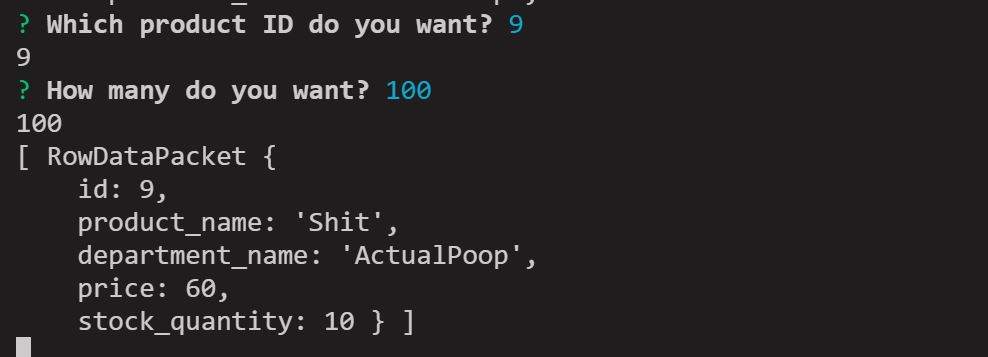 ? Which product ID do you want? 9
9
? How many do you want? 100
100
[ RowDataPacket {
    id: 9,
    product_name: 'Shit',
    department_name: 'ActualPoop',
    price: 60,
    stock_quantity: 10 } ]